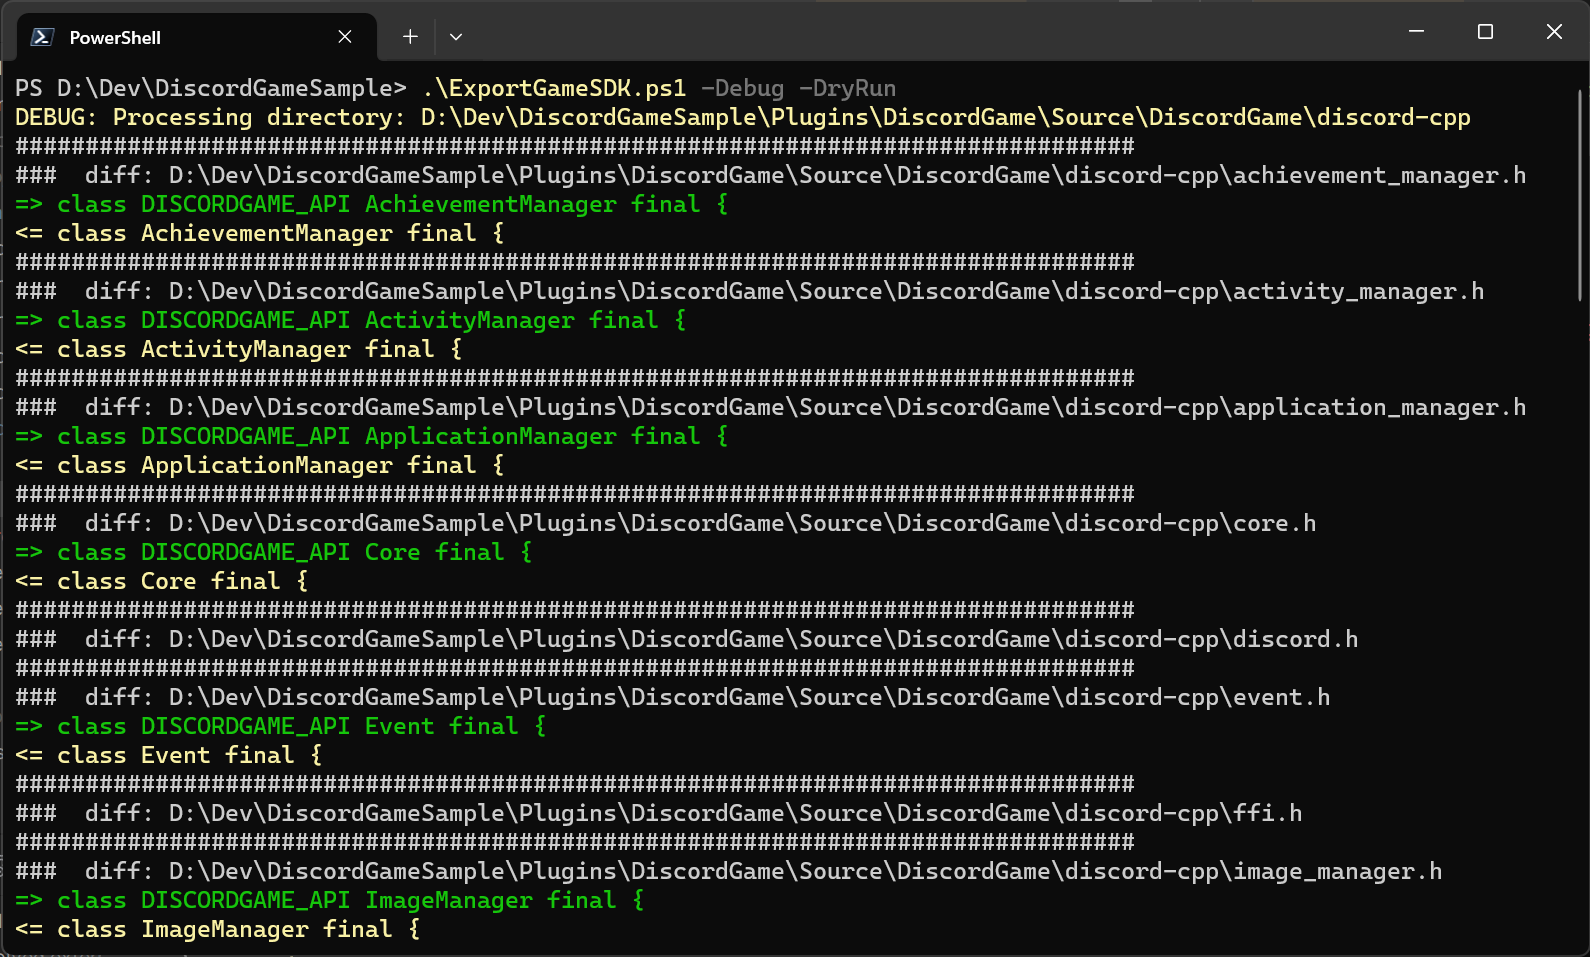 PowerShell
PS D:\Dev\DiscordGameSample> .\ExportGameSDK.ps1 -Debug -DryRun
DEBUG: Processing directory: D:\Dev\DiscordGameSample\Plugins\DiscordGame\Source\DiscordGame\discord-cpp
################################################################################
###  diff: D:\Dev\DiscordGameSample\Plugins\DiscordGame\Source\DiscordGame\discord-cpp\achievement_manager.h
=> class DISCORDGAME_API AchievementManager final {
<= class AchievementManager final {
################################################################################
###  diff: D:\Dev\DiscordGameSample\Plugins\DiscordGame\Source\DiscordGame\discord-cpp\activity_manager.h
=> class DISCORDGAME_API ActivityManager final {
<= class ActivityManager final {
################################################################################
###  diff: D:\Dev\DiscordGameSample\Plugins\DiscordGame\Source\DiscordGame\discord-cpp\application_manager.h
=> class DISCORDGAME_API ApplicationManager final {
<= class ApplicationManager final {
################################################################################
###  diff: D:\Dev\DiscordGameSample\Plugins\DiscordGame\Source\DiscordGame\discord-cpp\core.h
=> class DISCORDGAME_API Core final {
<= class Core final {
################################################################################
###  diff: D:\Dev\DiscordGameSample\Plugins\DiscordGame\Source\DiscordGame\discord-cpp\discord.h
################################################################################
###  diff: D:\Dev\DiscordGameSample\Plugins\DiscordGame\Source\DiscordGame\discord-cpp\event.h
=> class DISCORDGAME_API Event final {
<= class Event final {
################################################################################
###  diff: D:\Dev\DiscordGameSample\Plugins\DiscordGame\Source\DiscordGame\discord-cpp\ffi.h
################################################################################
###  diff: D:\Dev\DiscordGameSample\Plugins\DiscordGame\Source\DiscordGame\discord-cpp\image_manager.h
=> class DISCORDGAME_API ImageManager final {
<= class ImageManager final {